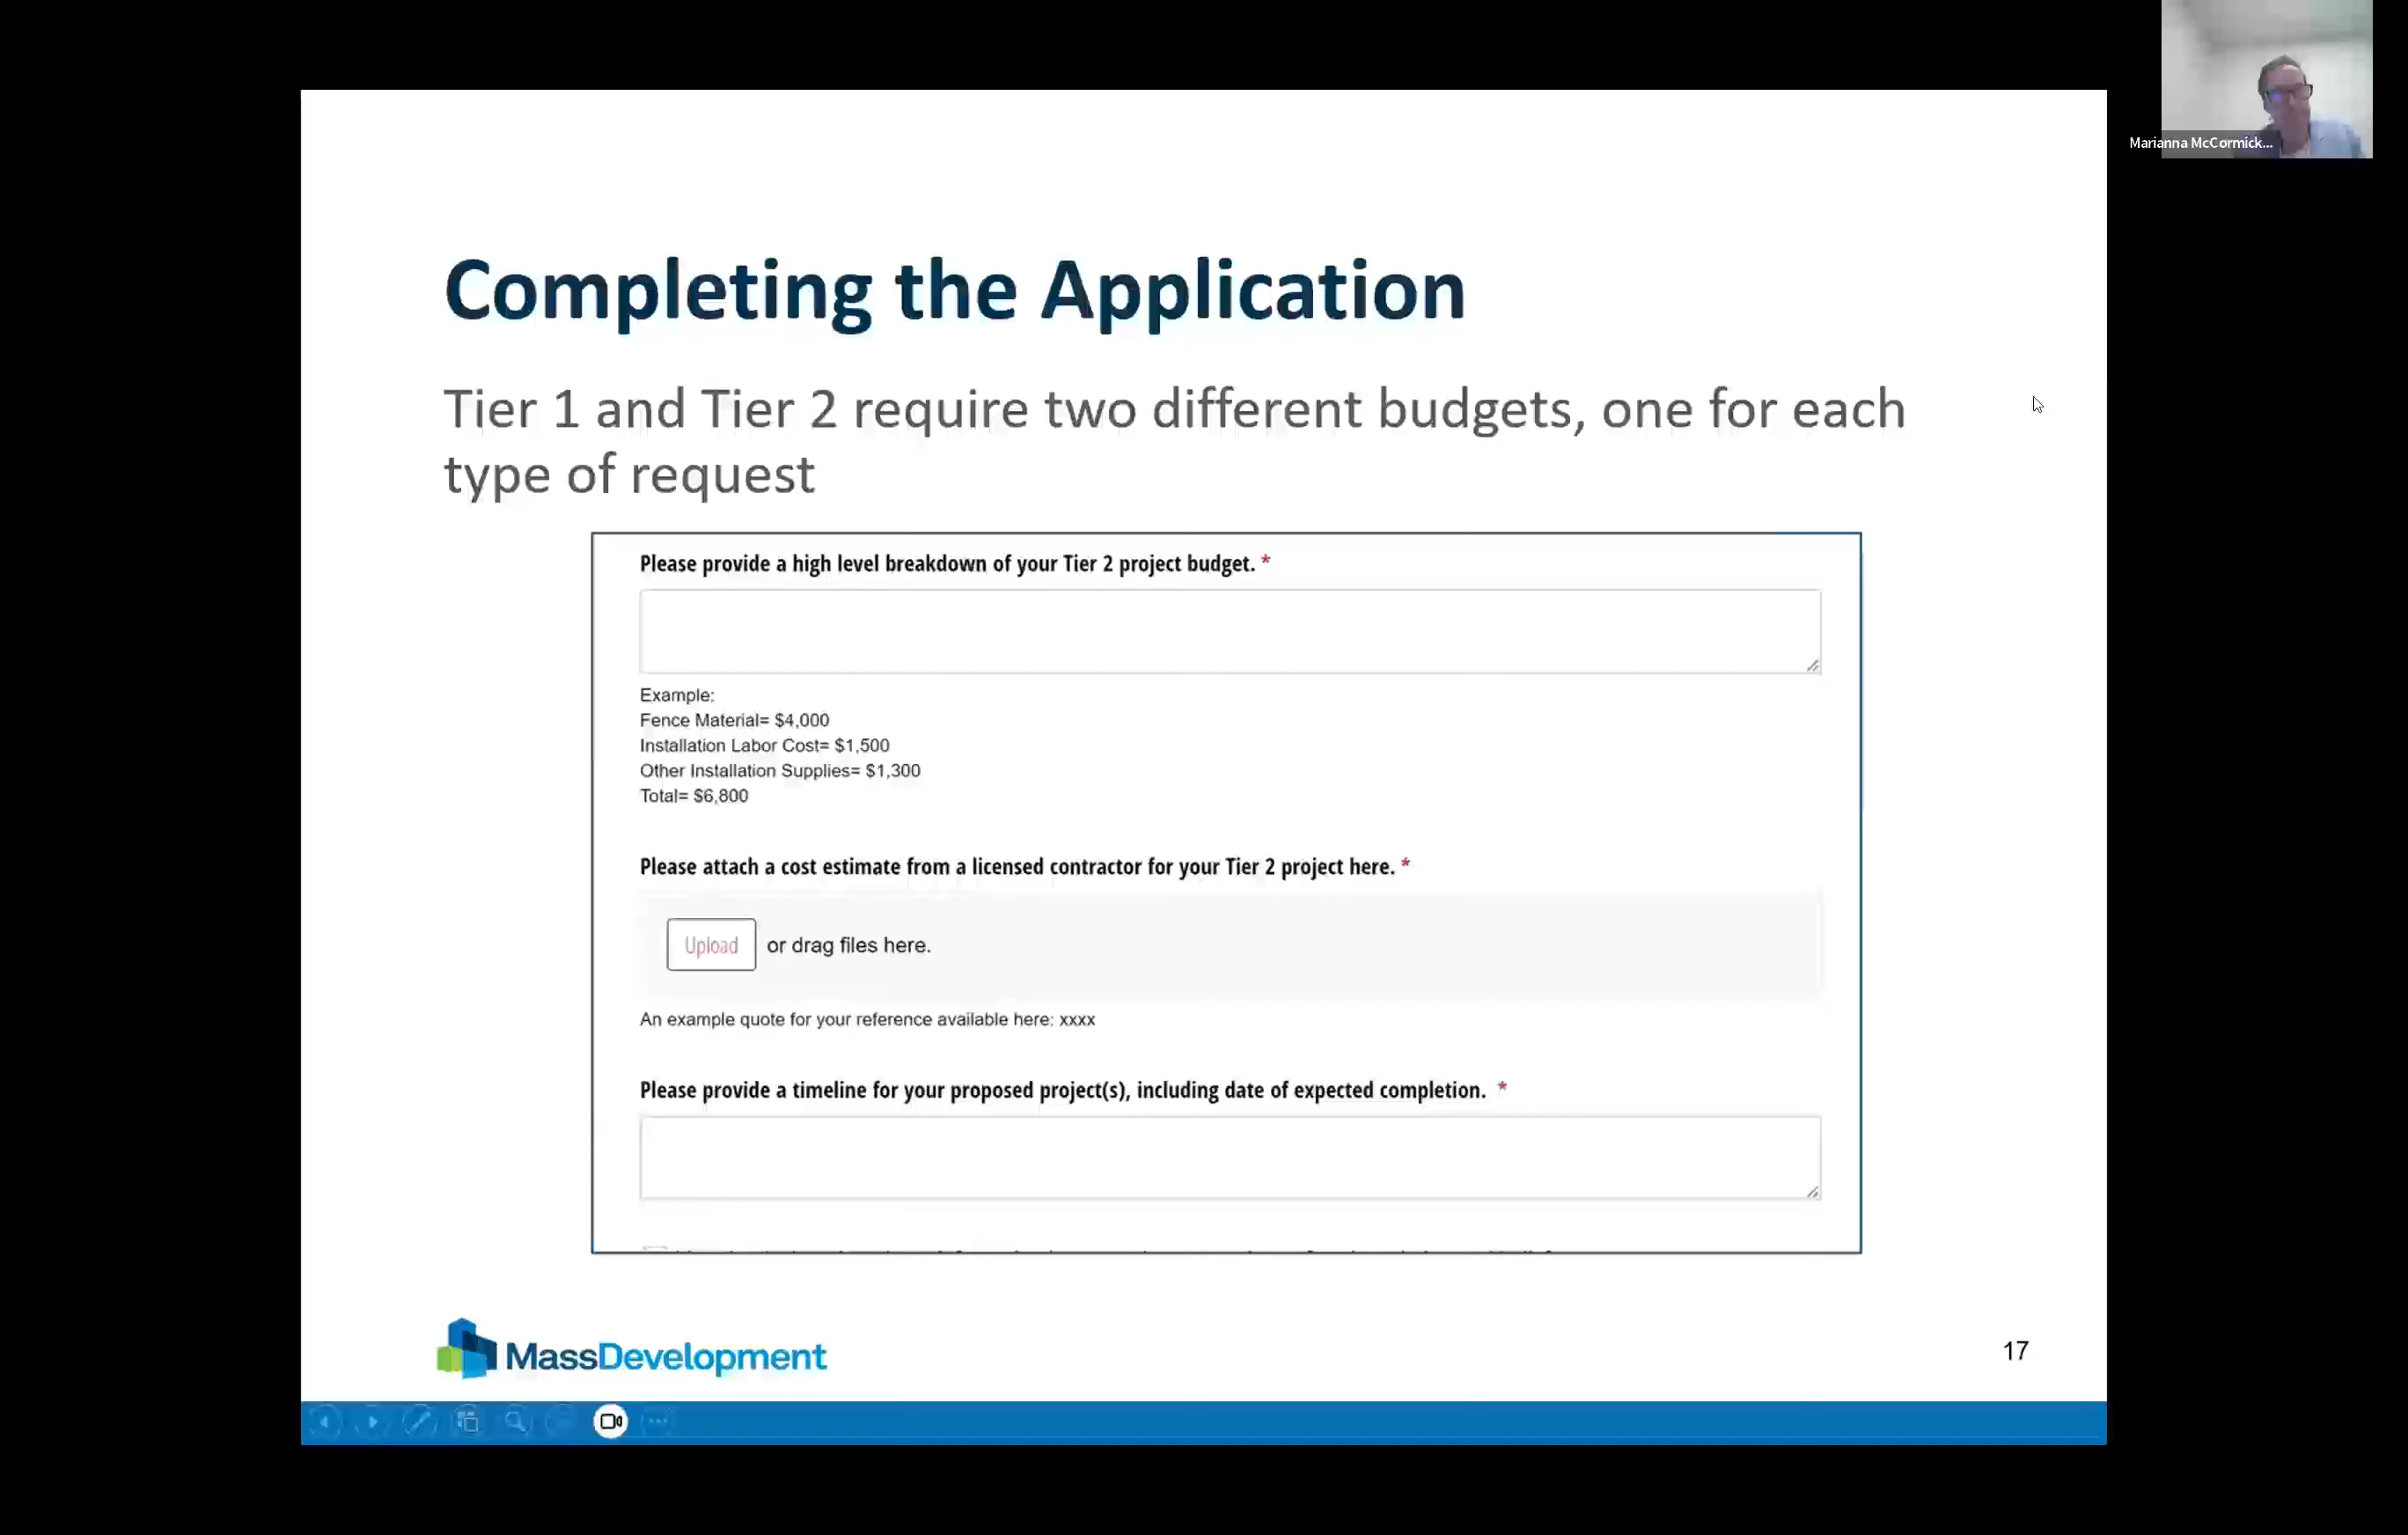 Marianna McCormick...
Completing the Application
Tier 1 and Tier 2 require two different budgets, one for each
type of request
Please provide a high level breakdown of your Tier 2 project budget. *
Example:
Fence Material= $4,000
Installation Labor Cost= $1,500
Other Installation Supplies= $1,300
Total= $6,800
Please attach a cost estimate from a licensed contractor for your Tier 2 project here. *
Upload or drag files here.
An example quote for your reference available here: xxxx
Please provide a timeline for your proposed project(s), including date of expected completion. *
MassDevelopment
17